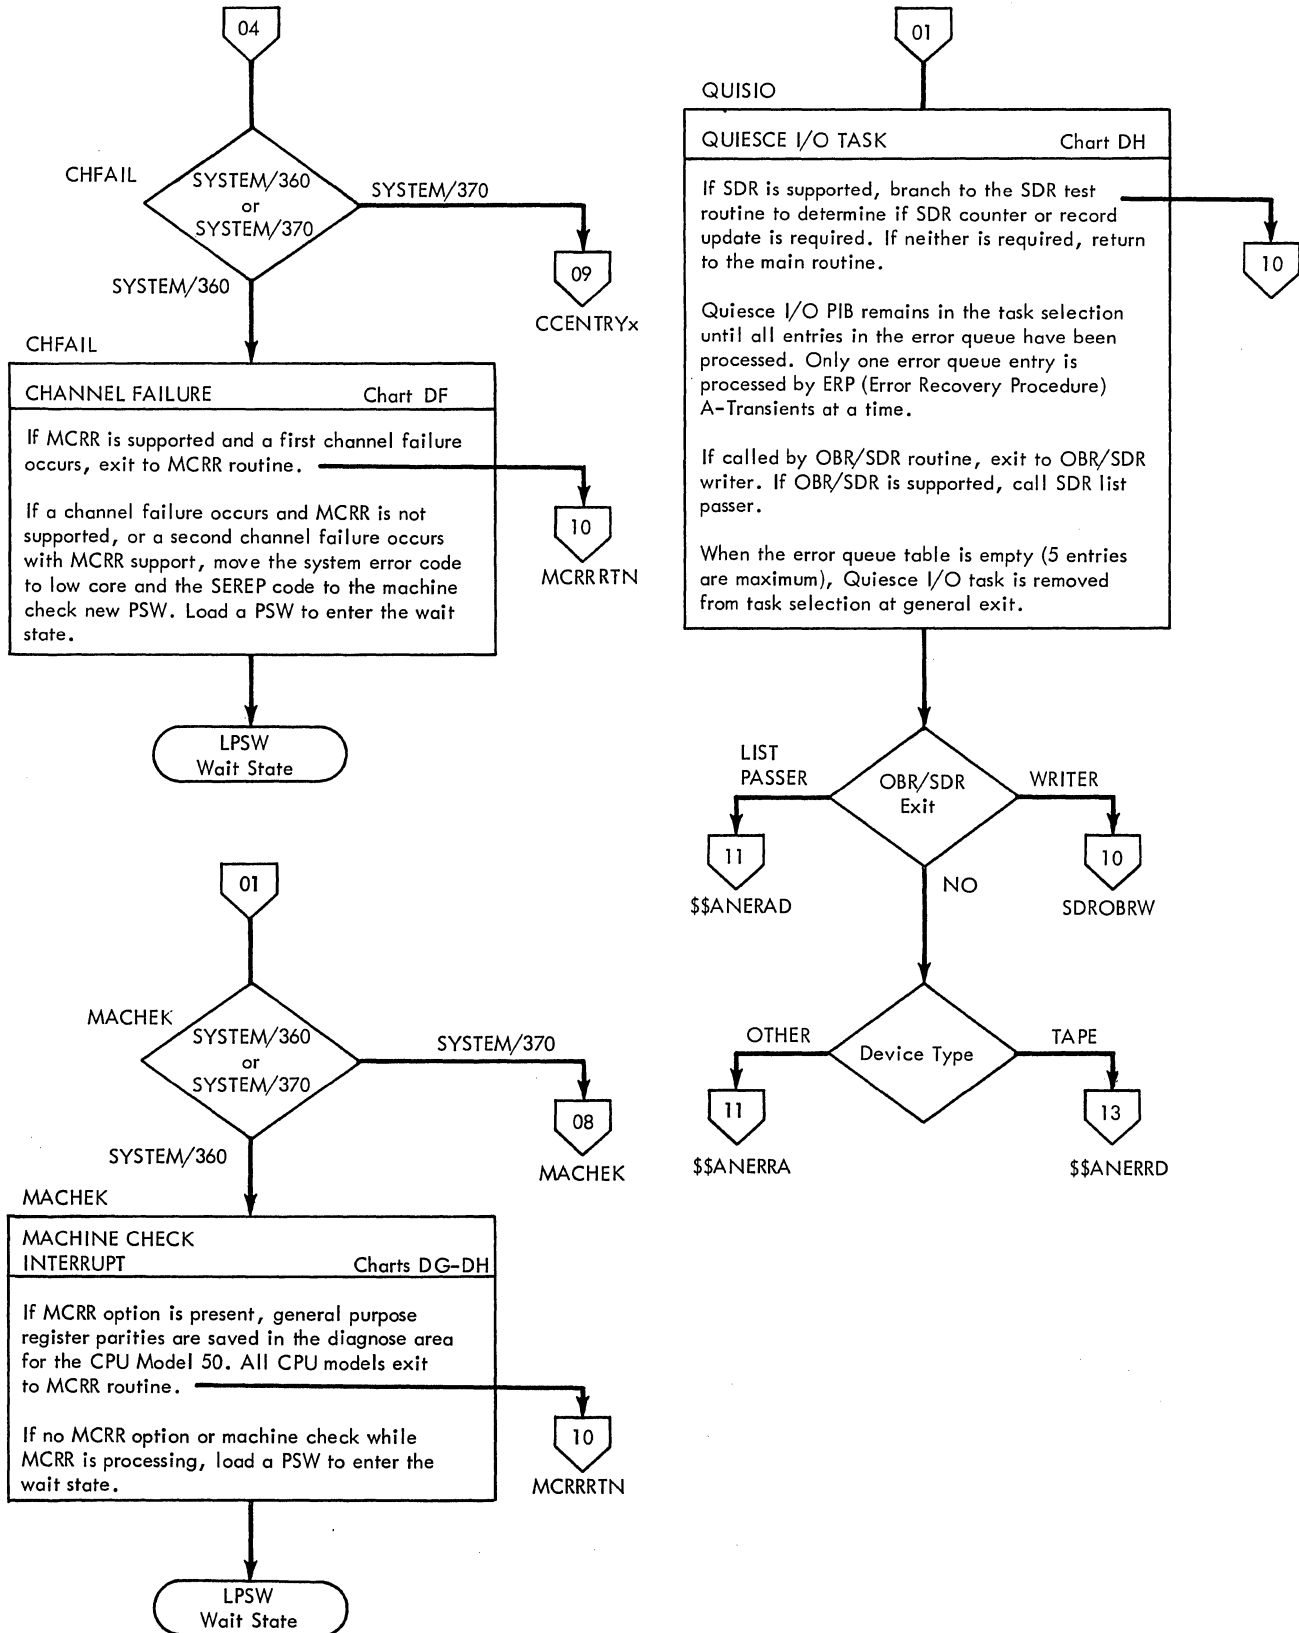 04
CHFAIL
SYSTEM/360
or
SYSTEM/370
SYSTEM/370
09
CCENTRYx
SYSTEM/360
CHFAIL
CHANNEL FAILURE Chart DF
If MCRR is supported and a first channel failure
occurs, exit to MCRR routine.
10
MCRRRTN
If a channel failure occurs and MCRR is not
supported, or a second channel failure occurs
with MCRR support, move the system error code
to low core and the SEREP code to the machine
check new PSW. Load a PSW to enter the wait
state.
LPSW
Wait State
01
MACHEK
SYSTEM/360
or
SYSTEM/370
SYSTEM/370
08
MACHEK
SYSTEM/360
MACHEK
MACHINE CHECK
INTERRUPT Charts DG-DH
If MCRR option is present, general purpose
register parities are saved in the diagnose area
for the CPU Model 50. All CPU models exit
to MCRR routine.
10
MCRRRTN
If no MCRR option or machine check while
MCRR is processing, load a PSW to enter the
wait state.
LPSW
Wait State
01
QUISIO
QUIESCE I/O TASK Chart DH
If SDR is supported, branch to the SDR test
routine to determine if SDR counter or record
update is required. If neither is required, return
to the main routine.
10
Quiesce I/O PIB remains in the task selection
until all entries in the error queue have been
processed. Only one error queue entry is
processed by ERP (Error Recovery Procedure)
A-Transients at a time.
If called by OBR/SDR routine, exit to OBR/SDR
writer. If OBR/SDR is supported, call SDR list
passer.
When the error queue table is empty (5 entries
are maximum), Quiesce I/O task is removed
from task selection at general exit.
LIST
PASSER
OBR/SDR
Exit
WRITER
11
$$ANERAD
10
SDROBRW
NO
OTHER
Device Type
TAPE
11
$$ANERRA
13
$$ANERRD